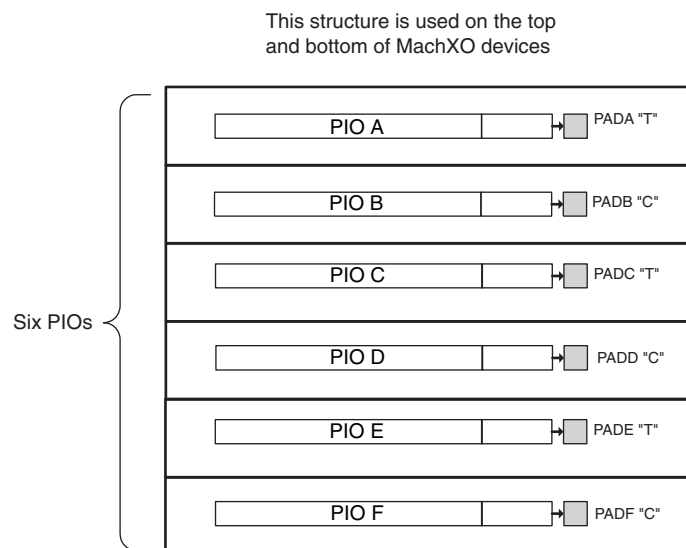 This structure is used on the top
and bottom of MachXO devices
PIO A
PADA "T"
PIO B
PADB "C"
PIO C
PADC "T"
Six PIOs
PIO D
PADD "C"
PIO E
PADE "T"
PIO F
PADF "C"